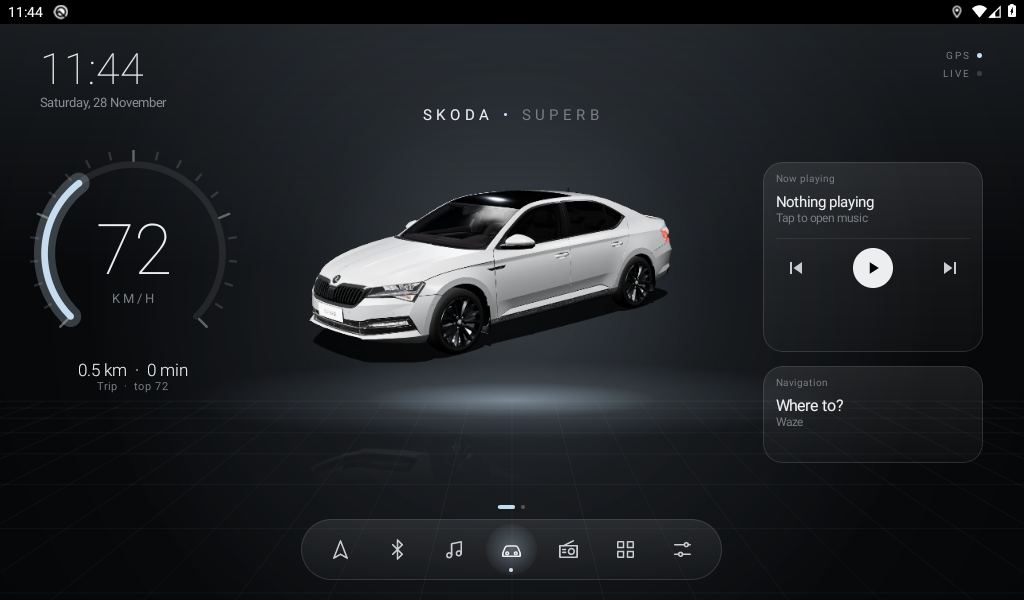 11:44
11:44
Saturday, 28 November
GPS
LIVE
SKODA • SUPERB
72
KM/H
0.5 km · 0 min
Trip · top 72
Now playing
Nothing playing
Tap to open music
Navigation
Where to?
Waze